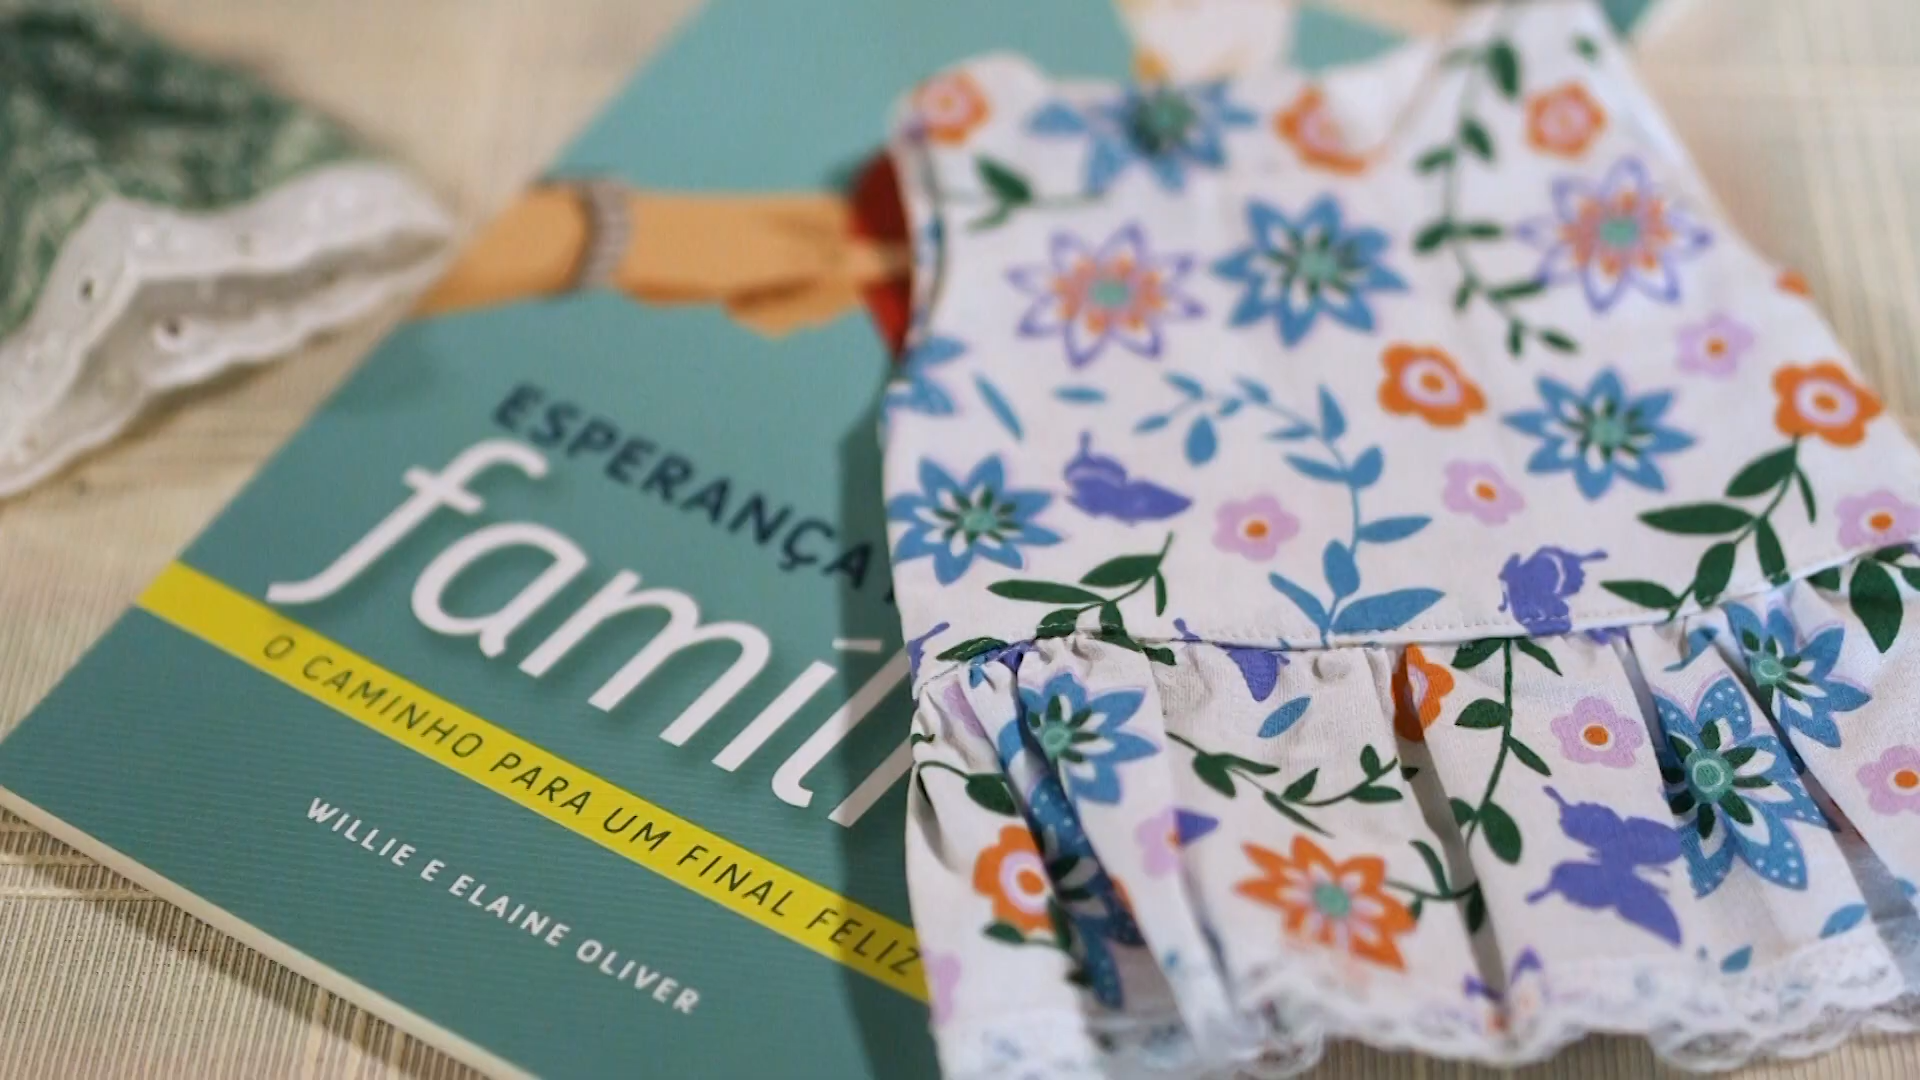 ESPERANÇA
famíl
O CAMINHO PARA UM FINAL FELIZ
WILLIE E ELAINE OLIVER